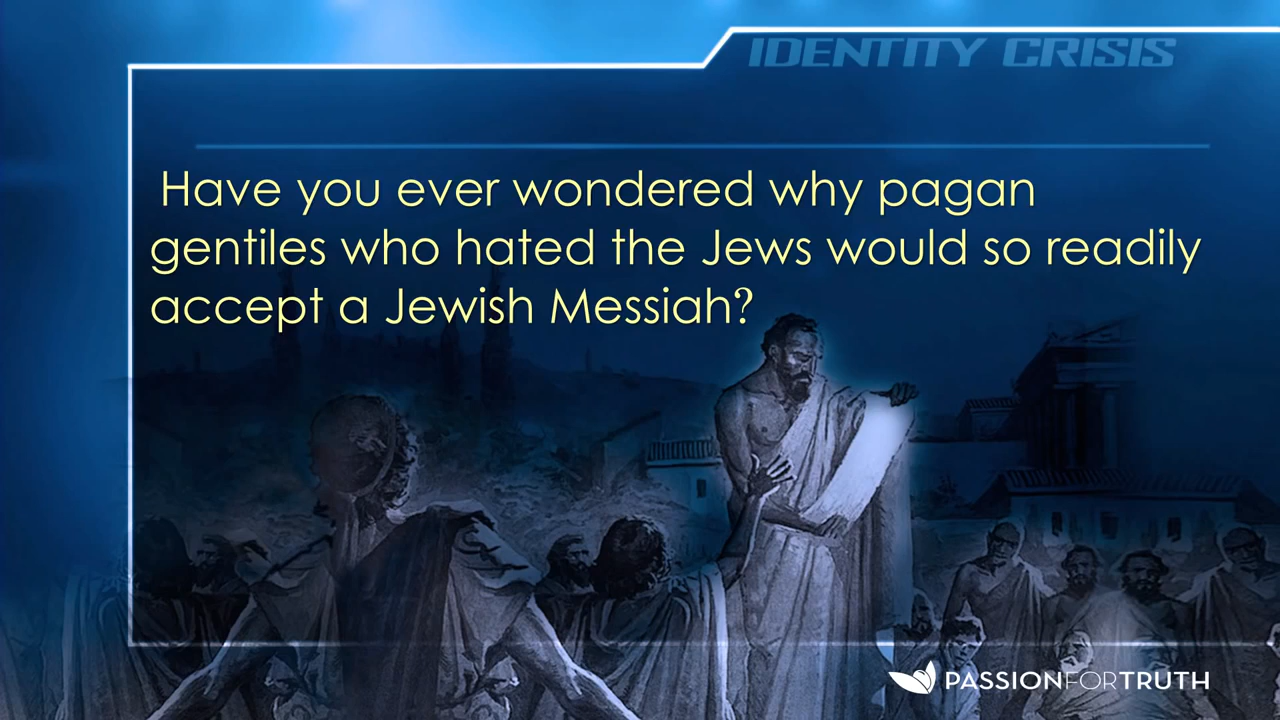 IDENTITY CRISIS
Have you ever wondered why pagan
gentiles who hated the Jews would so readily
accept a Jewish Messiah?
PASSIONFORTRUTH